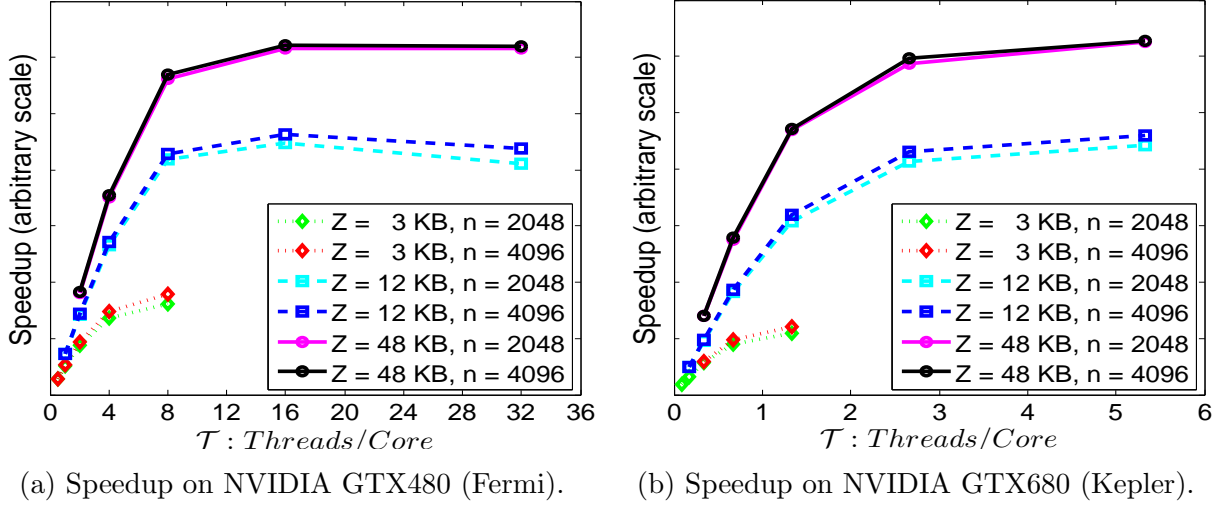 Speedup (arbitrary scale)
Z = 3 KB, n = 2048
Z = 3 KB, n = 4096
Z = 12 KB, n = 2048
Z = 12 KB, n = 4096
Z = 48 KB, n = 2048
Z = 48 KB, n = 4096
0 4 8 12 16 20 24 28 32 36
T : Threads/Core
(a) Speedup on NVIDIA GTX480 (Fermi).
Speedup (arbitrary scale)
Z = 3 KB, n = 2048
Z = 3 KB, n = 4096
Z = 12 KB, n = 2048
Z = 12 KB, n = 4096
Z = 48 KB, n = 2048
Z = 48 KB, n = 4096
0 1 2 3 4 5 6
T : Threads/Core
(b) Speedup on NVIDIA GTX680 (Kepler).